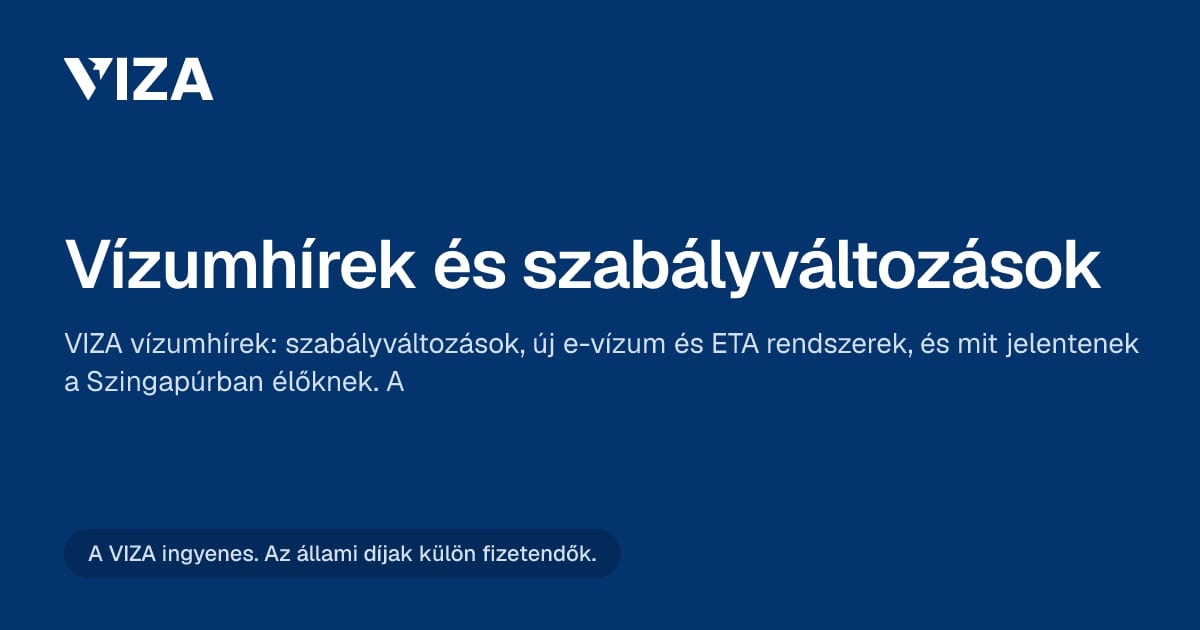 VIZA
Vízumhírek és szabályváltozások
VIZA vízumhírek: szabályváltozások, új e-vízum és ETA rendszerek, és mit jelentenek
a Szingapúrban élőknek. A
A VIZA ingyenes. Az állami díjak külön fizetendők.